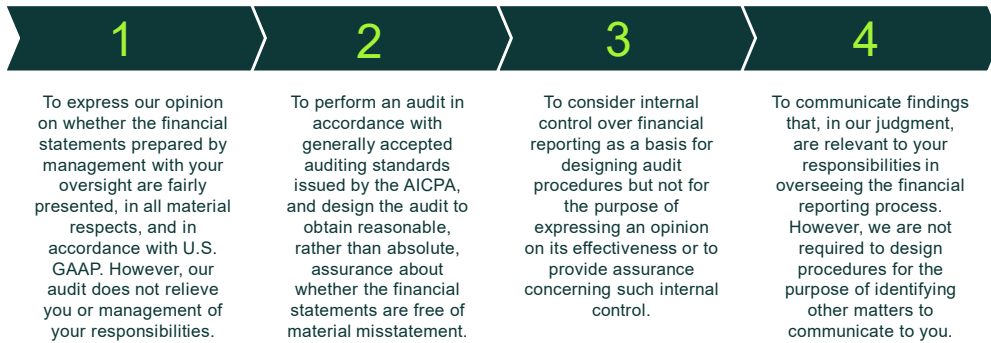 1
To express our opinion
on whether the financial
statements prepared by
management with your
oversight are fairly
presented, in all material
respects, and in
accordance with U.S.
GAAP. However, our
audit does not relieve
you or management of
your responsibilities.
2
To perform an audit in
accordance with
generally accepted
auditing standards
issued by the AICPA,
and design the audit to
obtain reasonable,
rather than absolute,
assurance about
whether the financial
statements are free of
material misstatement.
3
To consider internal
control over financial
reporting as a basis for
designing audit
procedures but not for
the purpose of
expressing an opinion
on its effectiveness or to
provide assurance
concerning such internal
control.
4
To communicate findings
that, in our judgment,
are relevant to your
responsibilities in
overseeing the financial
reporting process.
However, we are not
required to design
procedures for the
purpose of identifying
other matters to
communicate to you.